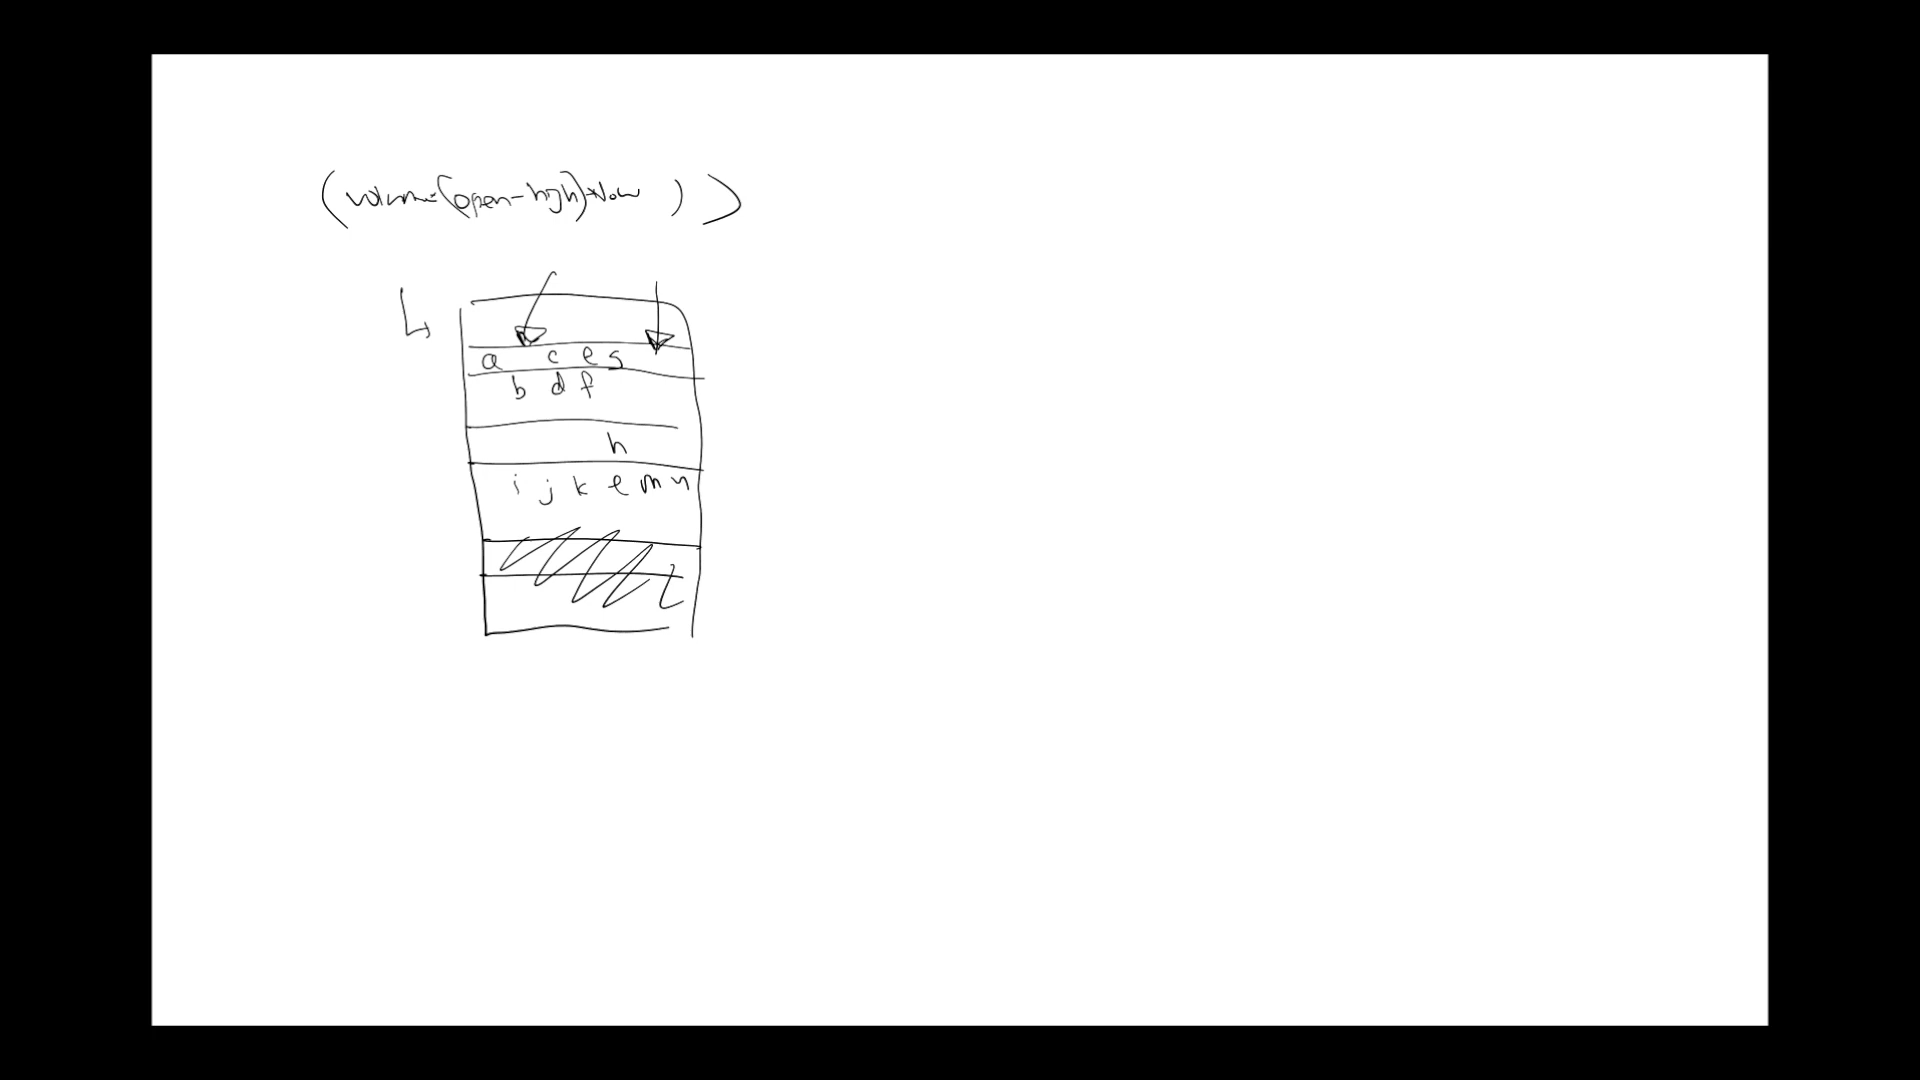 (volume=(open-high)*low ) )
a c e g
b d f
h
i j k l m n